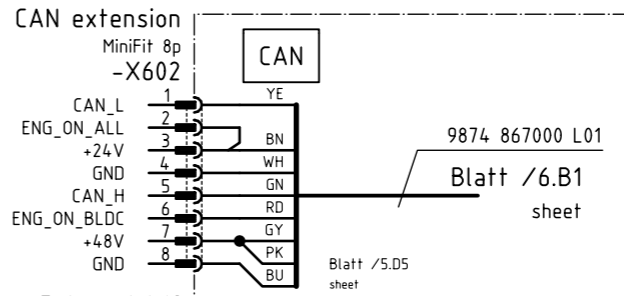 CAN extension
MiniFit 8p
-X602
CAN
CAN_L 1 YE
ENG_ON_ALL 2
+24V 3 BN
GND 4 WH
CAN_H 5 GN
ENG_ON_BLDC 6 RD
+48V 7 GY
PK
GND 8 BU
9874 867000 L01
Blatt /6.B1
sheet
Blatt /5.D5
sheet